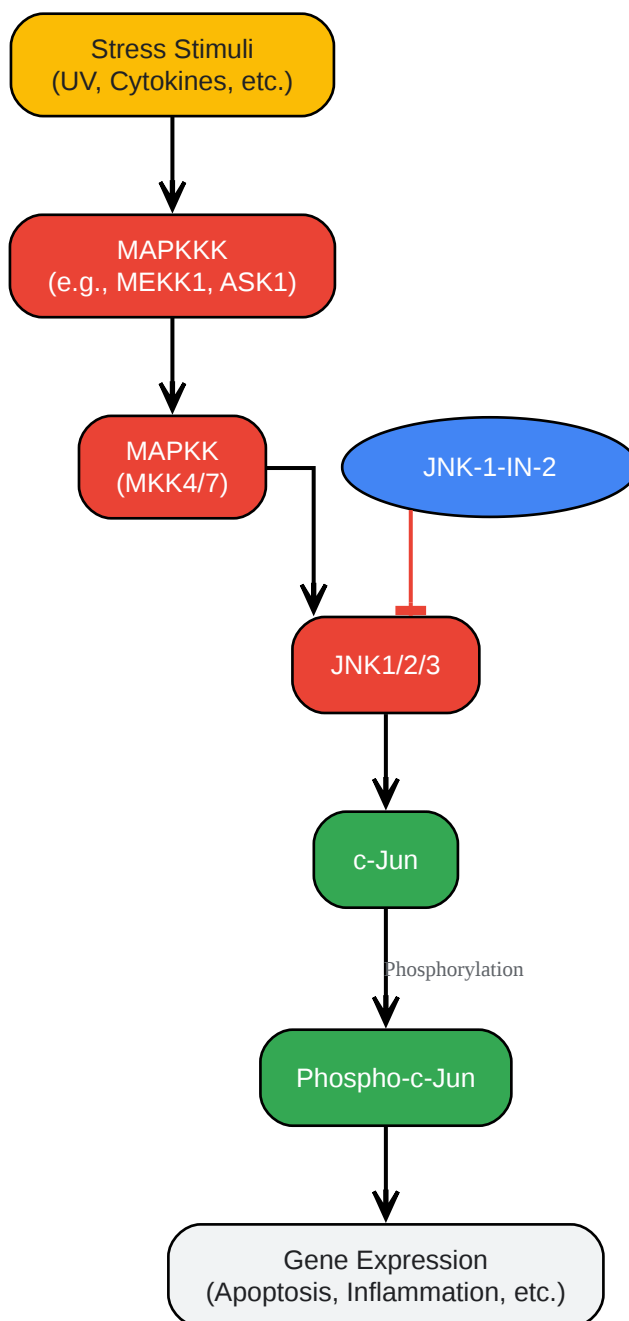 Stress Stimuli
(UV, Cytokines, etc.)
MAPKKK
(e.g., MEKK1, ASK1)
MAPKK
(MKK4/7)
JNK-1-IN-2
JNK1/2/3
c-Jun
Phosphorylation
Phospho-c-Jun
Gene Expression
(Apoptosis, Inflammation, etc.)